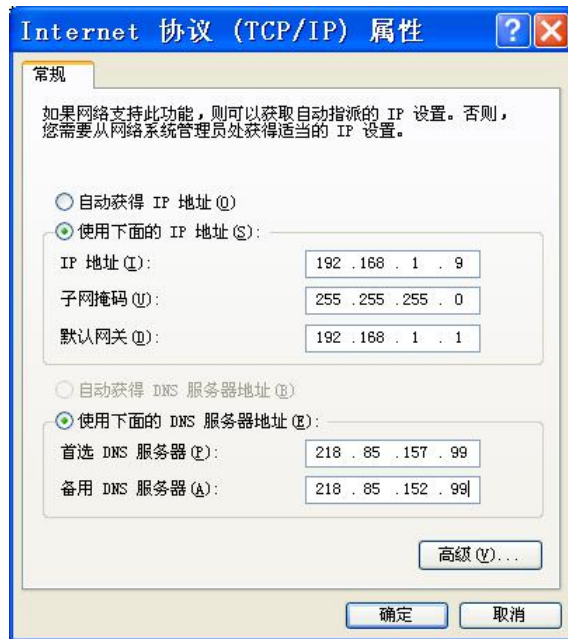 Internet 协议 (TCP/IP) 属性
常规
如果网络支持此功能，则可以获取自动指派的 IP 设置。否则，
您需要从网络系统管理员处获得适当的 IP 设置。
自动获得 IP 地址(O)
使用下面的 IP 地址(S):
IP 地址(I): 192 .168 . 1 . 9
子网掩码(U): 255 .255 .255 . 0
默认网关(D): 192 .168 . 1 . 1
自动获得 DNS 服务器地址(B)
使用下面的 DNS 服务器地址(E):
首选 DNS 服务器(P): 218 . 85 .157 . 99
备用 DNS 服务器(A): 218 . 85 .152 . 99
高级(V)...
确定 取消